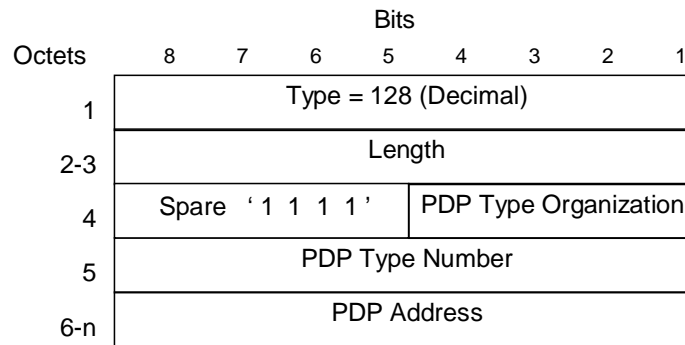 Bits
Octets 8 7 6 5 4 3 2 1
1 Type = 128 (Decimal)
2-3 Length
4 Spare ‘ 1 1 1 1 ’ PDP Type Organization
5 PDP Type Number
6-n PDP Address